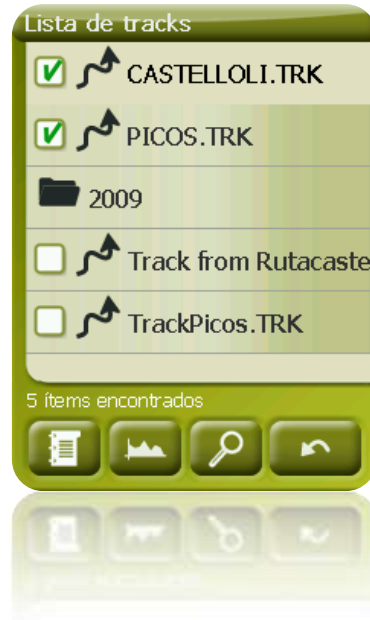 Lista de tracks
CASTELLOLI.TRK
PICOS.TRK
2009
Track from Rutacaste
TrackPicos.TRK
5 ítems encontrados